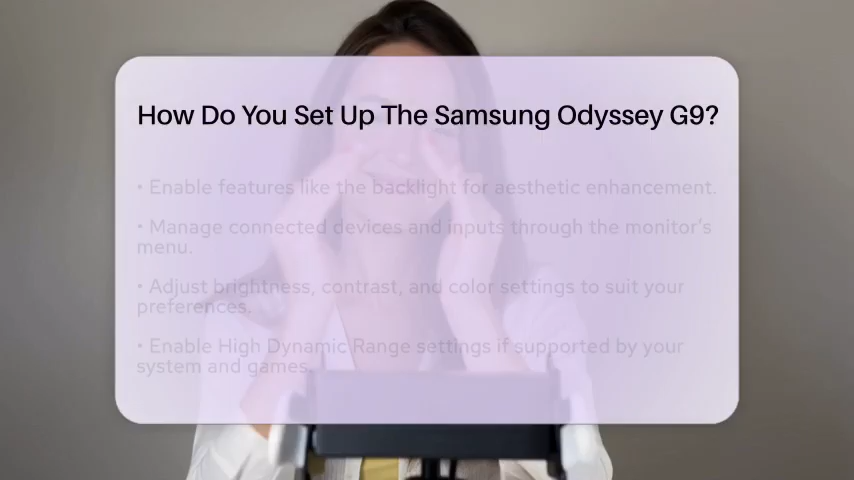 How Do You Set Up The Samsung Odyssey G9?
• Enable features like the backlight for aesthetic enhancement.
• Manage connected devices and inputs through the monitor's
menu.
• Adjust brightness, contrast, and color settings to suit your
preferences.
• Enable High Dynamic Range settings if supported by your
system and games.